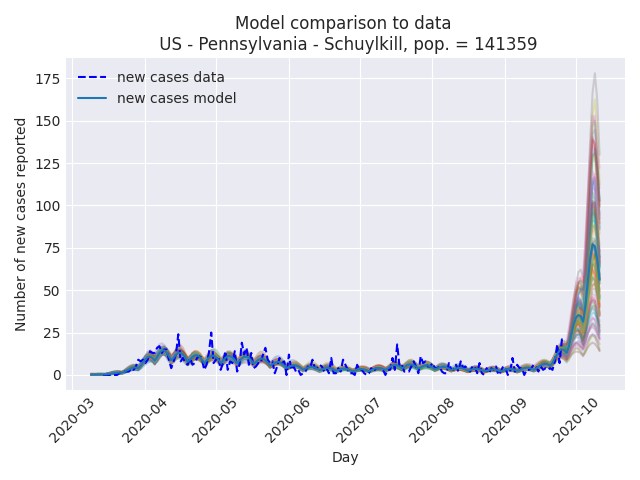 Model comparison to data
US - Pennsylvania - Schuylkill, pop. = 141359
new cases data
new cases model
Number of new cases reported
175
150
125
100
75
50
25
0
2020-03
2020-04
2020-05
2020-06
2020-07
2020-08
2020-09
2020-10
Day